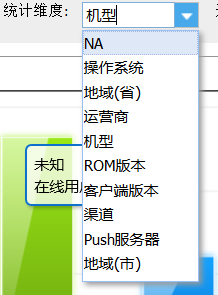 统计维度： 机型
NA
操作系统
地域(省)
运营商
机型
ROM版本
客户端版本
渠道
Push服务器
地域(市)
未知
在线用